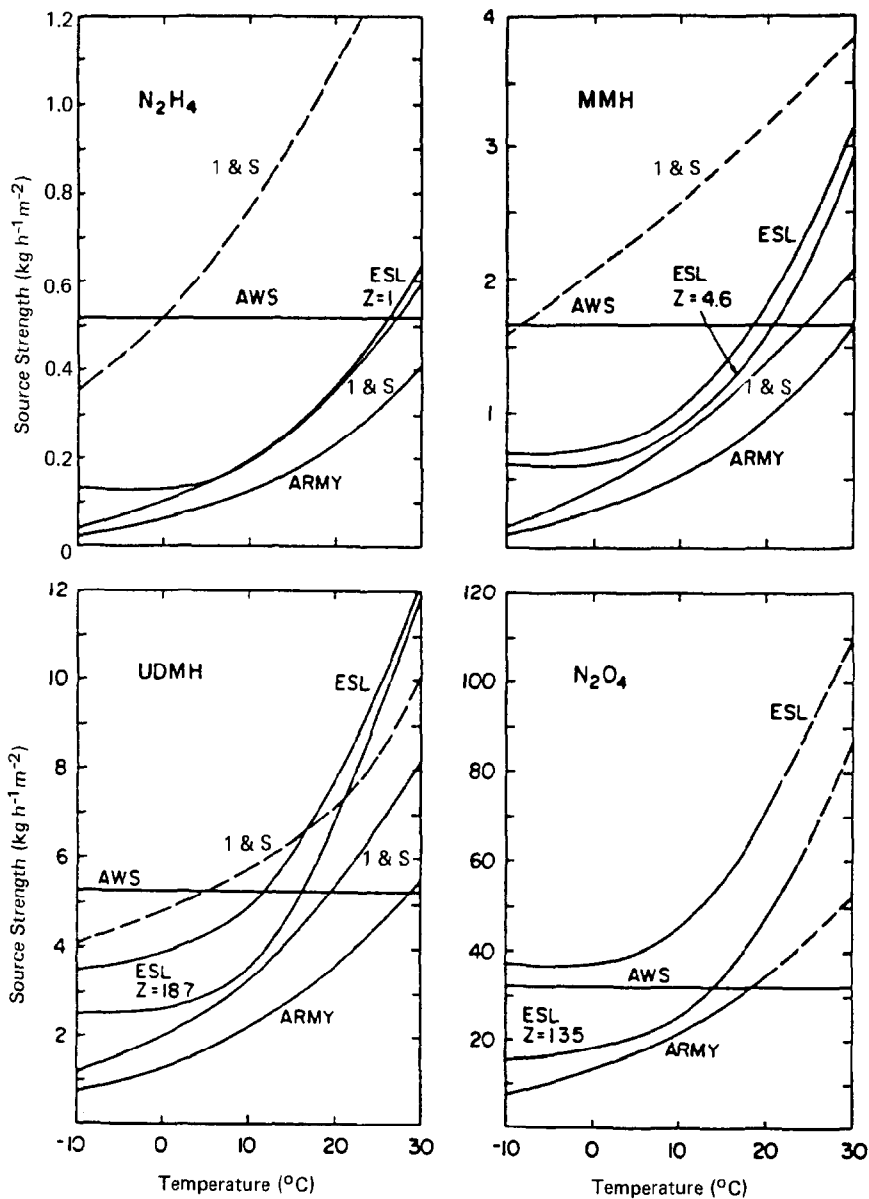 Source Strength (kg h⁻¹ m⁻²)
1.2
1.0
0.8
0.6
0.4
0.2
0
N₂H₄
1 & S
AWS
ESL
Z=1
1 & S
ARMY
4
3
2
1
MMH
1 & S
ESL
ESL
Z=4.6
AWS
1 & S
ARMY
Source Strength (kg h⁻¹ m⁻²)
12
10
8
6
4
2
UDMH
ESL
1 & S
1 & S
AWS
ESL
Z=187
ARMY
-10
0
10
20
30
Temperature (°C)
120
100
80
60
40
20
N₂O₄
ESL
AWS
ESL
Z=135
ARMY
-10
0
10
20
30
Temperature (°C)